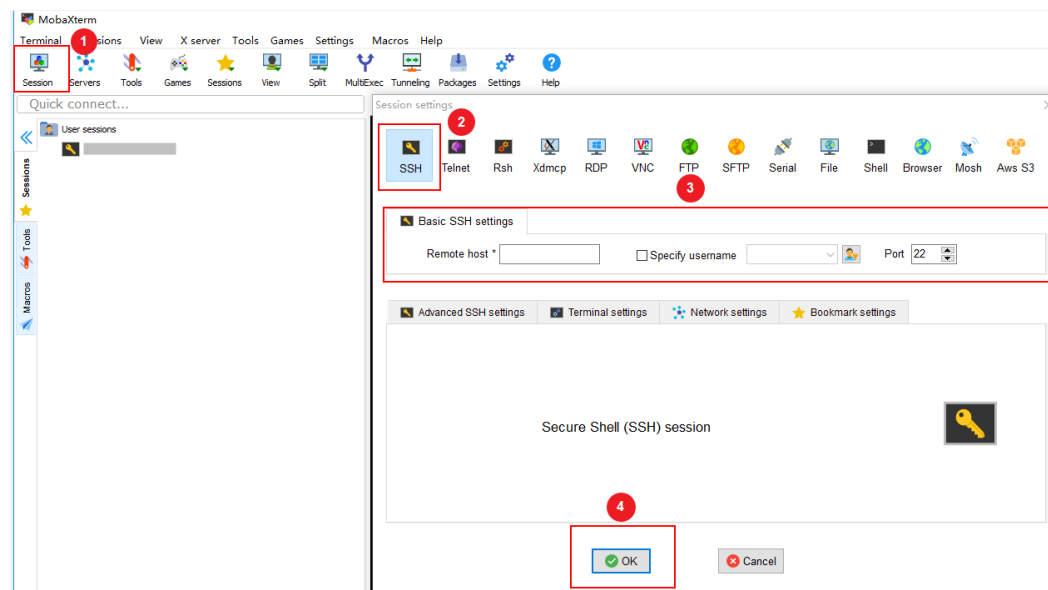 MobaXterm
Terminal Sessions View X server Tools Games Settings Macros Help
1
Session Servers Tools Games Sessions View Split MultiExec Tunneling Packages Settings Help
Quick connect...
Session settings
User sessions
2
SSH Telnet Rsh Xdmcp RDP VNC FTP SFTP Serial File Shell Browser Mosh Aws S3
3
Sessions
Tools
Macros
Basic SSH settings
Remote host * Specify username Port 22
Advanced SSH settings Terminal settings Network settings Bookmark settings
Secure Shell (SSH) session
4
OK Cancel